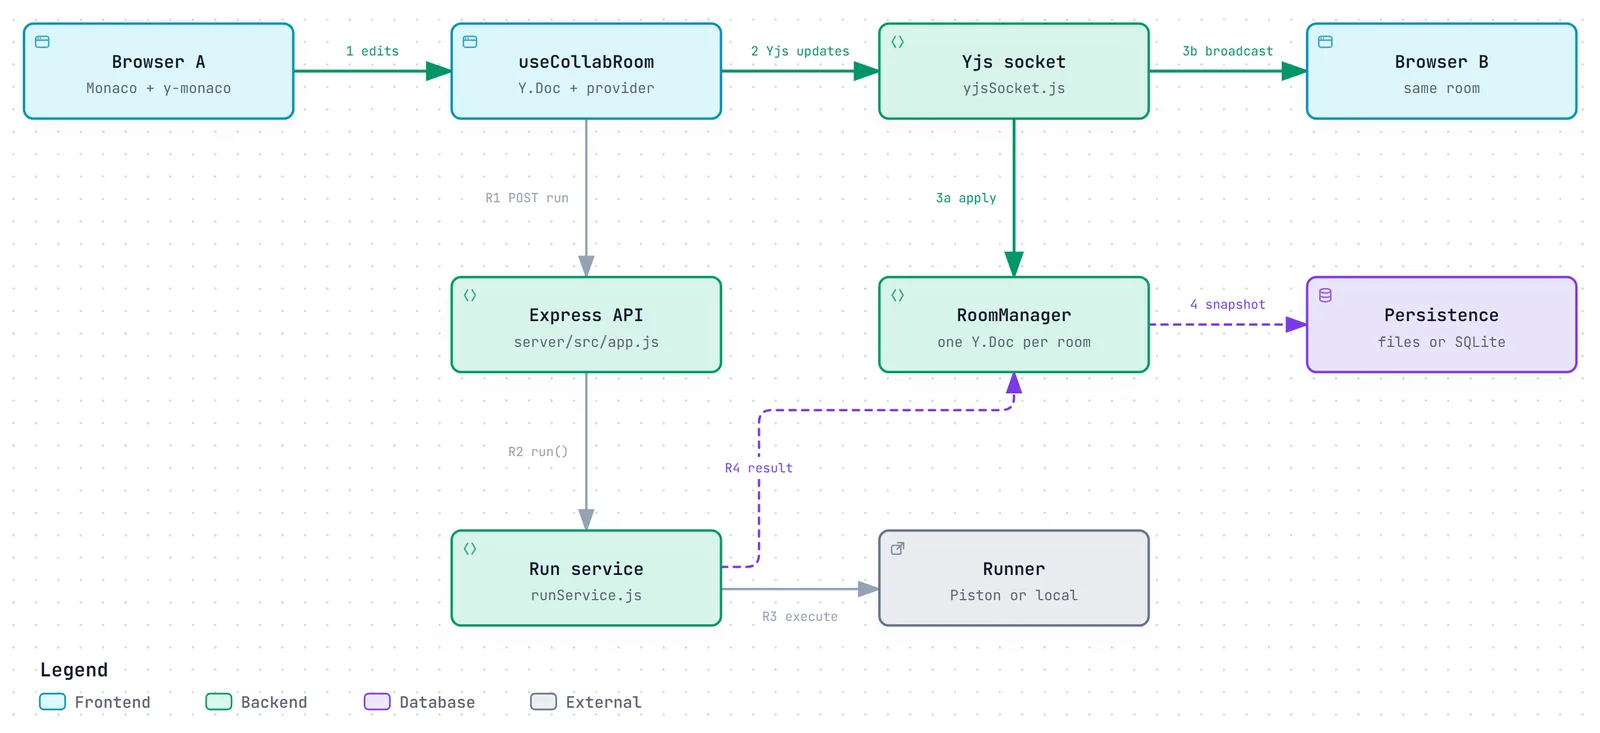 Browser A
Monaco + y-monaco
1 edits
useCollabRoom
Y.Doc + provider
2 Yjs updates
Yjs socket
yjsSocket.js
3b broadcast
Browser B
same room
R1 POST run
3a apply
Express API
server/src/app.js
RoomManager
one Y.Doc per room
4 snapshot
Persistence
files or SQLite
R2 run()
R4 result
Run service
runService.js
R3 execute
Runner
Piston or local
Legend
Frontend
Backend
Database
External